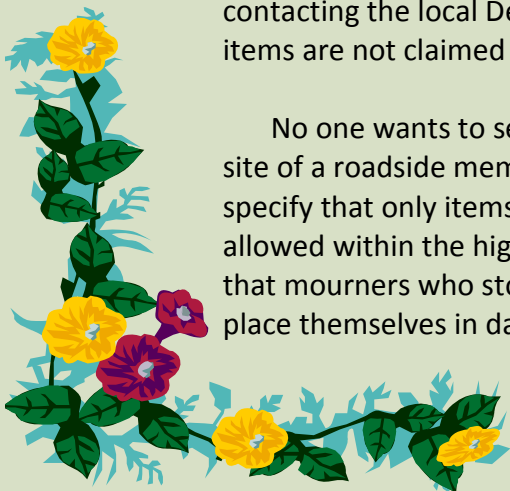 contacting the local De
items are not claimed
No one wants to se
site of a roadside mem
specify that only items
allowed within the hig
that mourners who sto
place themselves in da